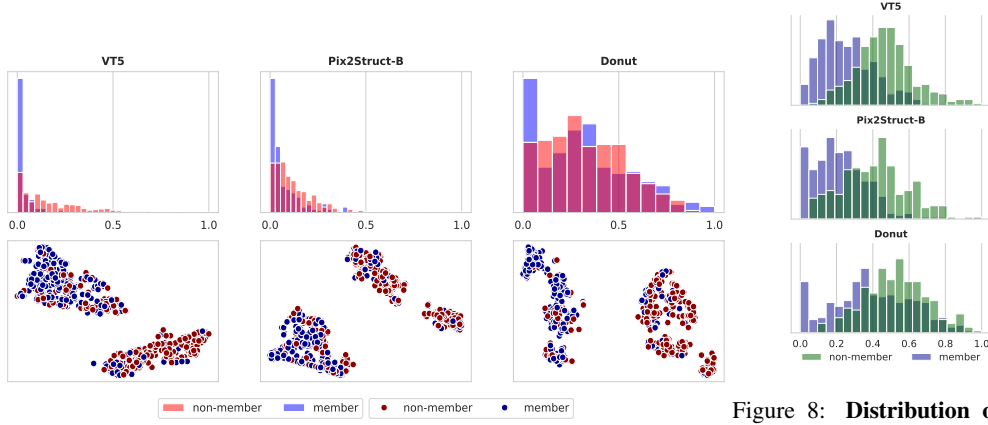 VT5
Pix2Struct-B
Donut
0.0 0.5 1.0
0.0 0.5 1.0
0.0 0.5 1.0
non-member member non-member member
VT5
Pix2Struct-B
Donut
0.0 0.2 0.4 0.6 0.8 1.0
non-member member
Figure 8: Distribution o